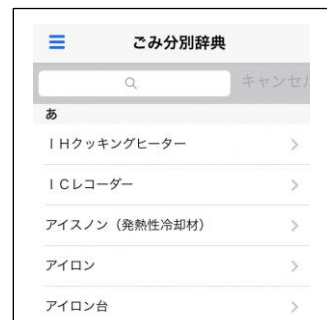 ごみ分別辞典
キャンセル
あ
IHクッキングヒーター
ICレコーダー
アイスノン（発熱性冷却材）
アイロン
アイロン台